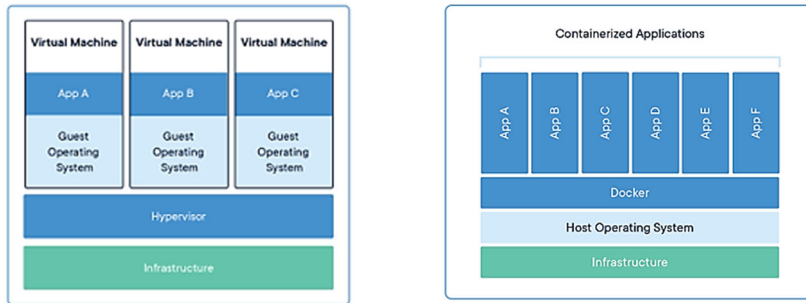 Virtual Machine
App A
Guest
Operating
System
Virtual Machine
App B
Guest
Operating
System
Virtual Machine
App C
Guest
Operating
System
Hypervisor
Infrastructure
Containerized Applications
App A
App B
App C
App D
App E
App F
Docker
Host Operating System
Infrastructure